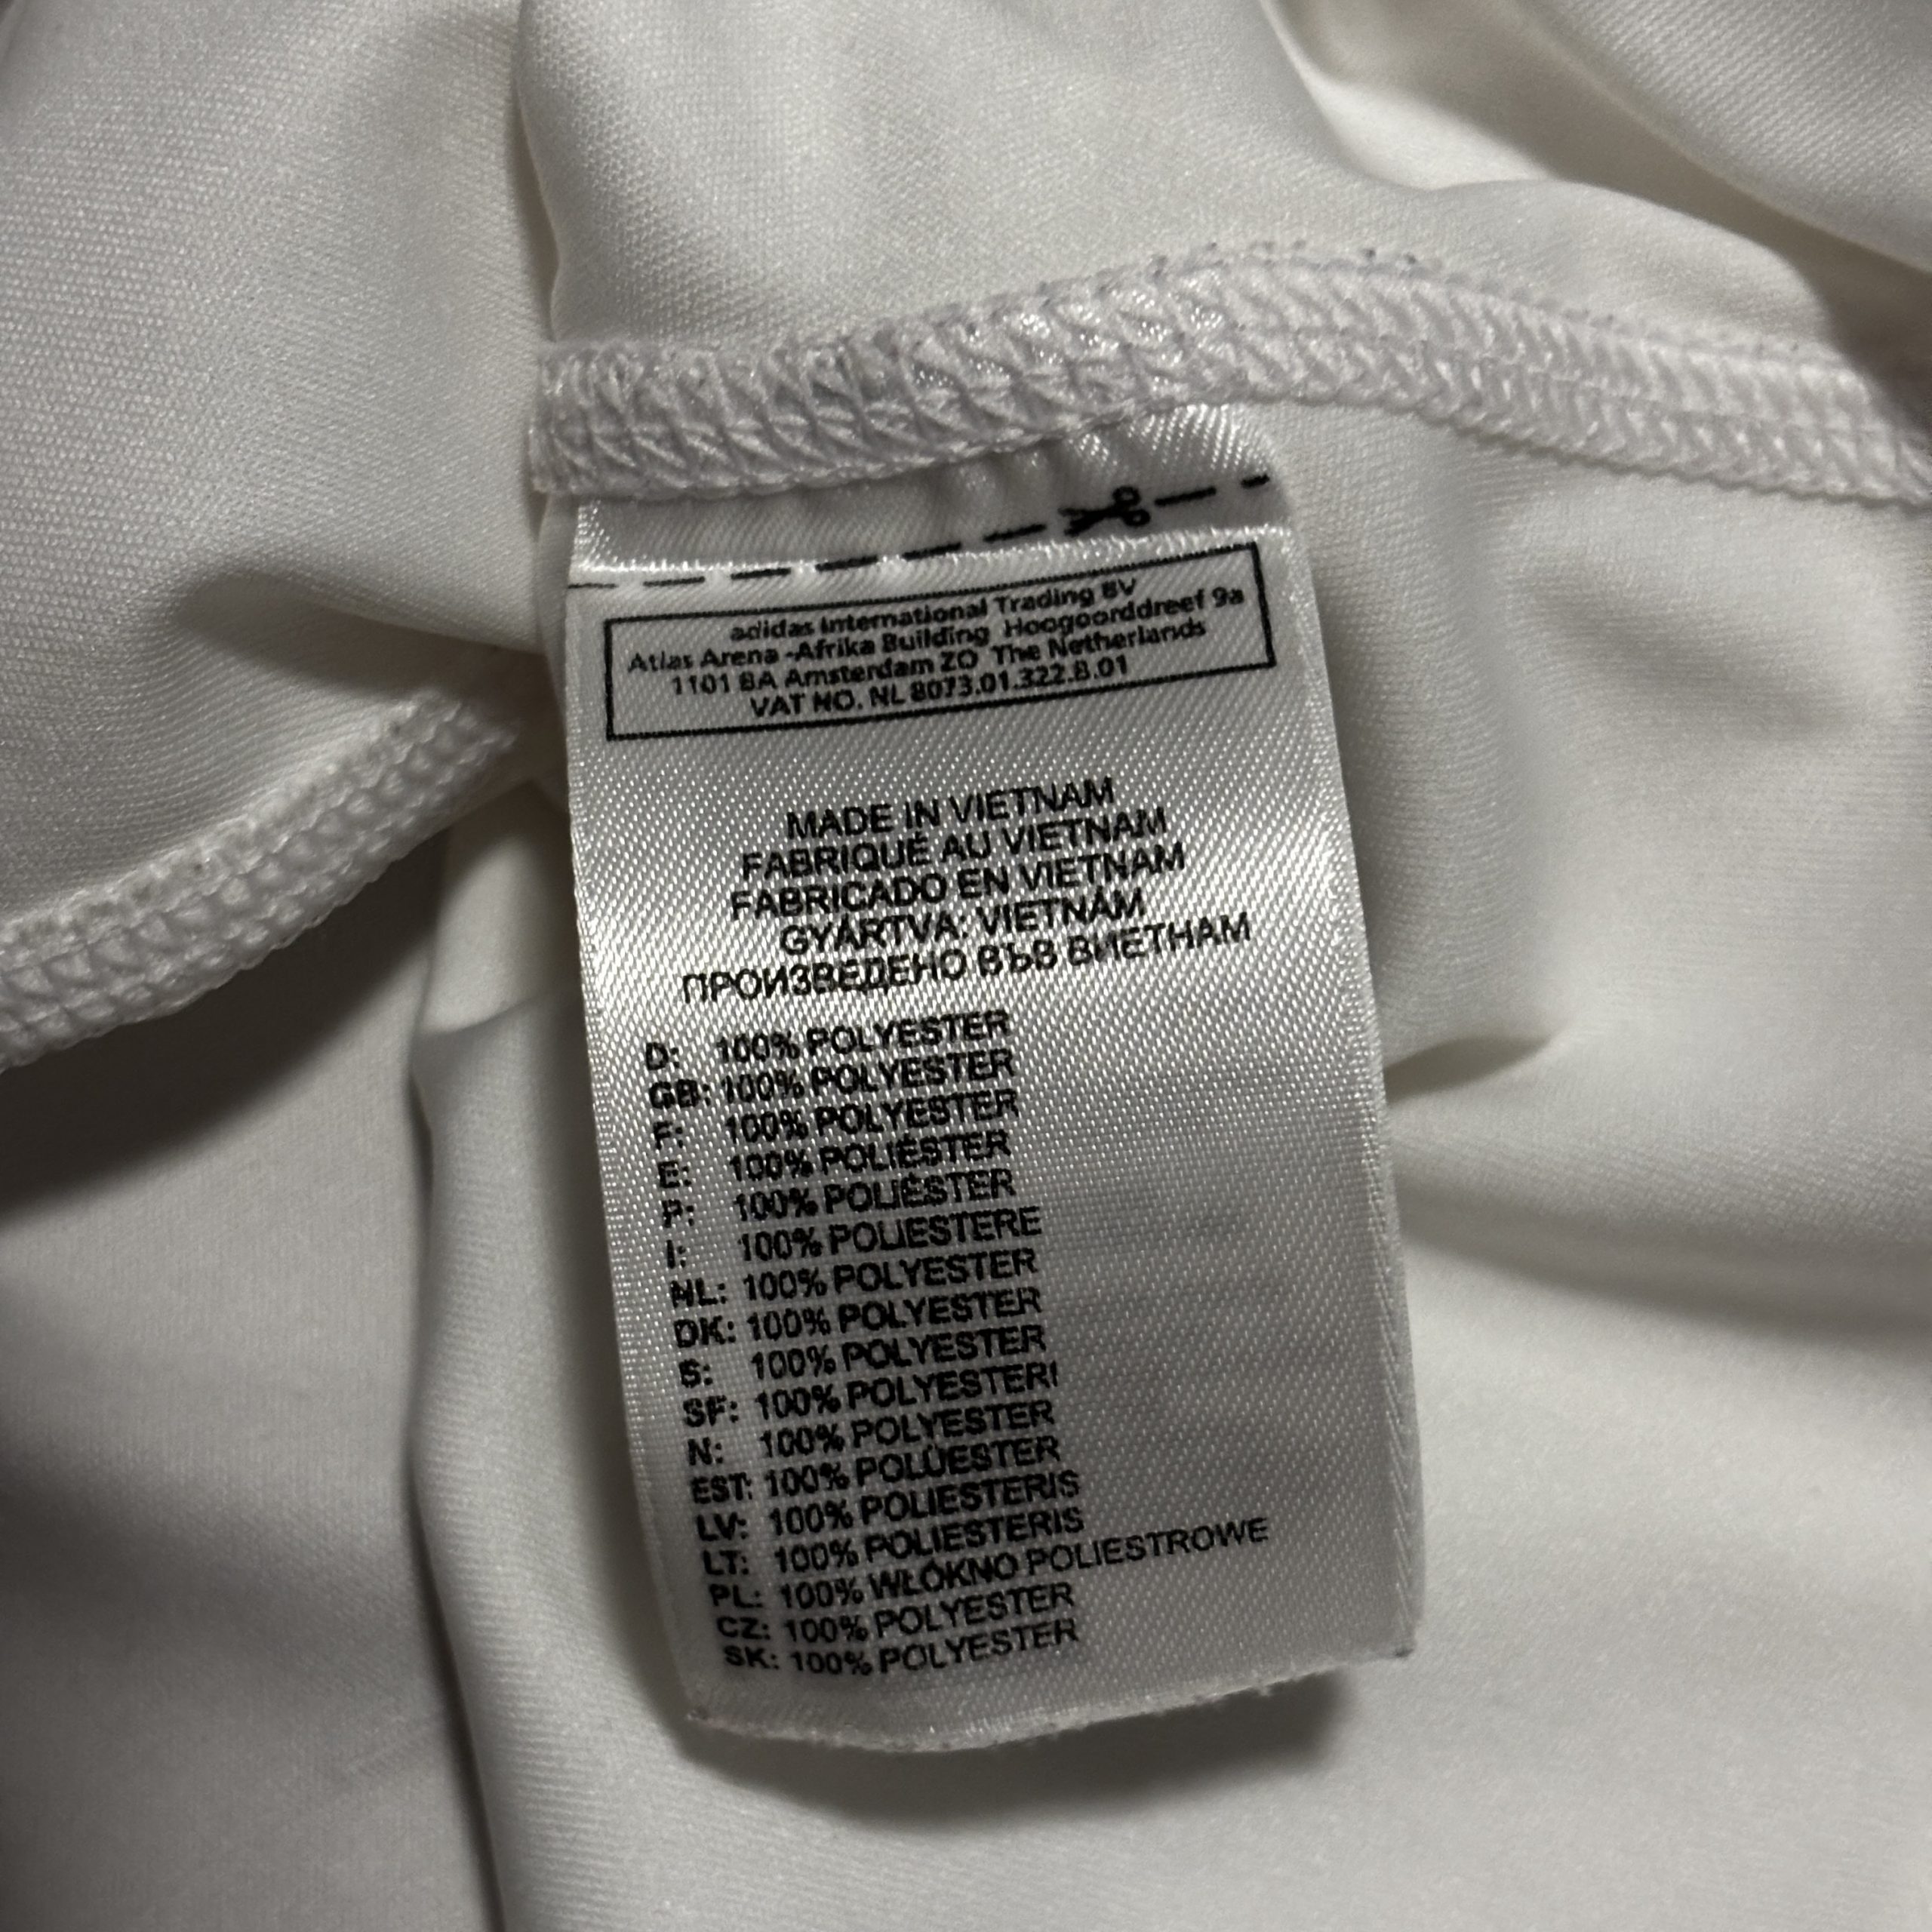 adidas International Trading BV
Atlas Arena -Afrika Building Hoogoorddreef 9a
1101 BA Amsterdam ZO The Netherlands
VAT NO. NL 8073.01.322.B.01
MADE IN VIETNAM
FABRIQUÉ AU VIETNAM
FABRICADO EN VIETNAM
GYÁRTVA: VIETNÁM
ПРОИЗВЕДЕНО ВЪВ ВИЕТНАМ
D: 100% POLYESTER
GB: 100% POLYESTER
F: 100% POLYESTER
E: 100% POLIÉSTER
P: 100% POLIÉSTER
I: 100% POLIESTERE
NL: 100% POLYESTER
DK: 100% POLYESTER
S: 100% POLYESTER
SF: 100% POLYESTERI
N: 100% POLYESTER
EST: 100% POLÜESTER
LV: 100% POLIESTERIS
LT: 100% POLIESTERIS
PL: 100% WŁÓKNO POLIESTROWE
CZ: 100% POLYESTER
SK: 100% POLYESTER